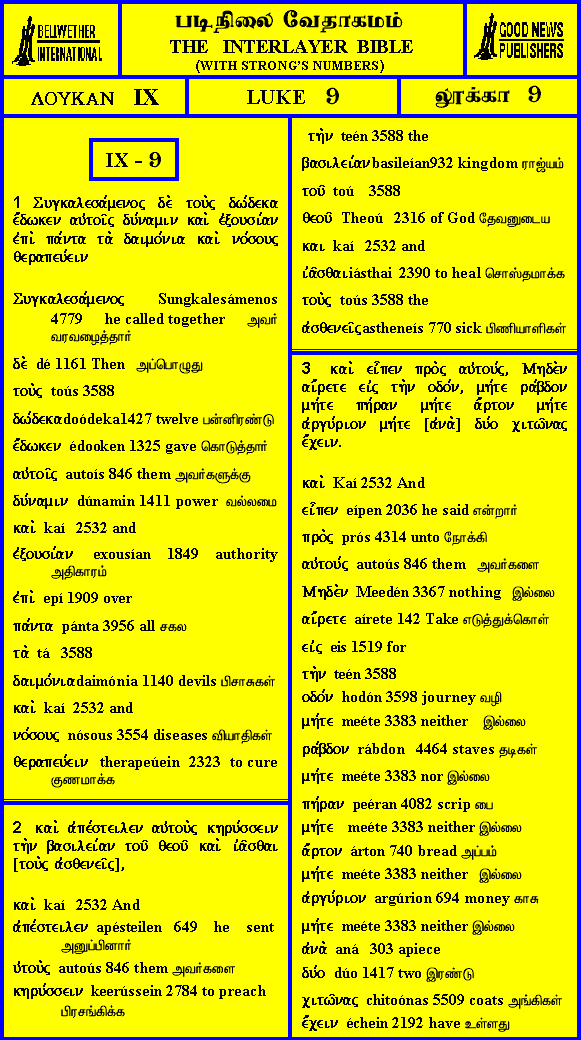 BELLWETHER
INTERNATIONAL
படிநிலை வேதாகமம்
THE INTERLAYER BIBLE
(WITH STRONG'S NUMBERS)
GOOD NEWS
PUBLISHERS
ΛΟΥΚΑΝ IX
LUKE 9
லூக்கா 9
IX - 9
1 Συγκαλεσάμενος δὲ τοὺς δώδεκα
ἔδωκεν αὐτοῖς δύναμιν καὶ ἐξουσίαν
ἐπὶ πάντα τὰ δαιμόνια καὶ νόσους
θεραπεύειν
Συγκαλεσάμενος Sungkalesámenos
4779 he called together அவர்
வரவழைத்தார்
δὲ dé 1161 Then அப்பொழுது
τοὺς toús 3588
δώδεκα doódeka1427 twelve பன்னிரண்டு
ἔδωκεν édooken 1325 gave கொடுத்தார்
αὐτοῖς autoís 846 them அவர்களுக்கு
δύναμιν dúnamin 1411 power வல்லமை
καὶ kaí 2532 and
ἐξουσίαν exousían 1849 authority
அதிகாரம்
ἐπὶ epí 1909 over
πάντα pánta 3956 all சகல
τὰ tá 3588
δαιμόνια daimónia 1140 devils பிசாசுகள்
καὶ kaí 2532 and
νόσους nósous 3554 diseases வியாதிகள்
θεραπεύειν therapeúein 2323 to cure
குணமாக்க
2 καὶ ἀπέστειλεν αὐτοὺς κηρύσσειν
τὴν βασιλείαν τοῦ θεοῦ καὶ ἰᾶσθαι
[τοὺς ἀσθενεῖς],
καὶ kaí 2532 And
ἀπέστειλεν apésteilen 649 he sent
அனுப்பினார்
ὐτοὺς autoús 846 them அவர்களை
κηρύσσειν keerússein 2784 to preach
பிரசங்கிக்க
τὴν teén 3588 the
βασιλείαν basileían932 kingdom ராஜ்யம்
τοῦ toú 3588
θεοῦ Theoú 2316 of God தேவனுடைய
και kaí 2532 and
ἰᾶσθαι iásthai 2390 to heal சொஸ்தமாக்க
τοὺς toús 3588 the
ἀσθενεῖς astheneís 770 sick பிணியாளிகள்
3 καὶ εἶπεν πρὸς αὐτούς, Μηδὲν
αἴρετε εἰς τὴν ὁδόν, μήτε ῥάβδον
μήτε πήραν μήτε ἄρτον μήτε
ἀργύριον μήτε [ἀνὰ] δύο χιτῶνας
ἔχειν.
καὶ Kaí 2532 And
εἶπεν eípen 2036 he said என்றார்
πρὸς prós 4314 unto நோக்கி
αὐτούς autoús 846 them அவர்களை
Μηδὲν Meedén 3367 nothing இல்லை
αἴρετε aírete 142 Take எடுத்துக்கொள்
εἰς eis 1519 for
τὴν teén 3588
ὁδόν hodón 3598 journey வழி
μήτε meéte 3383 neither இல்லை
ῥάβδον rábdon 4464 staves தடிகள்
μήτε meéte 3383 nor இல்லை
πήραν peéran 4082 scrip பை
μήτε meéte 3383 neither இல்லை
ἄρτον árton 740 bread அப்பம்
μήτε meéte 3383 neither இல்லை
ἀργύριον argúrion 694 money காசு
μήτε meéte 3383 neither இல்லை
ἀνὰ aná 303 apiece
δύο dúo 1417 two இரண்டு
χιτῶνας chitoónas 5509 coats அங்கிகள்
ἔχειν échein 2192 have உள்ளது